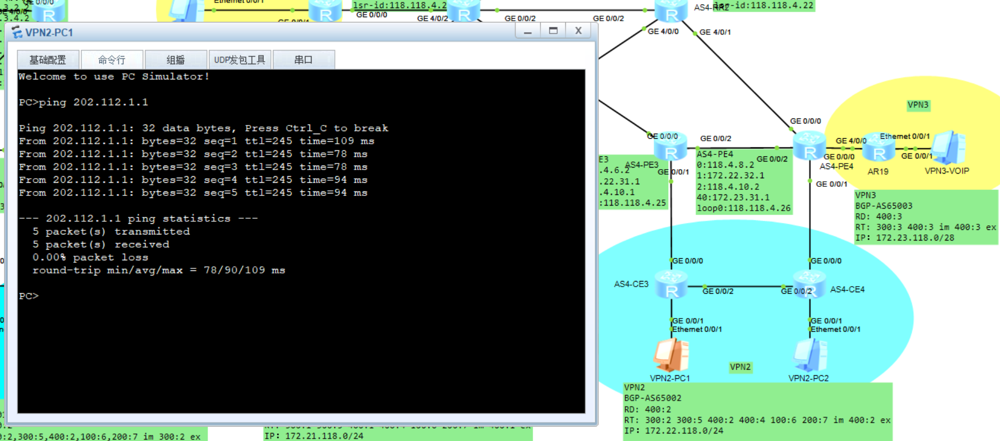 GE 0/0/0
Ethernet 0/0/1
lsr-id:118.118.4.2
AS4-RR2
lsr-id:118.118.4.22
GE 4/0/0
.3.4.2
GE 0/0/1
GE 0/0/0
GE 4/0/2
GE 0/0/2
GE 0/0/2
GE 4/0/0
GE 4/0/1
VPN2-PC1
基础配置
命令行
组播
UDP发包工具
串口
Welcome to use PC Simulator!
PC>ping 202.112.1.1
Ping 202.112.1.1: 32 data bytes, Press Ctrl_C to break
From 202.112.1.1: bytes=32 seq=1 ttl=245 time=109 ms
From 202.112.1.1: bytes=32 seq=2 ttl=245 time=78 ms
From 202.112.1.1: bytes=32 seq=3 ttl=245 time=78 ms
From 202.112.1.1: bytes=32 seq=4 ttl=245 time=94 ms
From 202.112.1.1: bytes=32 seq=5 ttl=245 time=94 ms
--- 202.112.1.1 ping statistics ---
5 packet(s) transmitted
5 packet(s) received
0.00% packet loss
round-trip min/avg/max = 78/90/109 ms
PC>
VPN3
GE 0/0/0
GE 0/0/0
GE 0/0/2
GE 4/0/0
Ethernet 0/0/1
GE 0/0/2
GE 0/0/0
GE 0/0/1
AS4-PE3
GE 0/0/1
AS4-PE4
AR19
VPN3-VOIP
GE 0/0/1
E3
.4.6.2
.22.31.1
.4.10.1
:118.118.4.25
AS4-PE4
0:118.4.8.2
1:172.22.32.1
2:118.4.10.2
40:172.23.31.1
loop0:118.118.4.26
VPN3
BGP-AS65003
RD: 400:3
RT: 300:3 400:3 im 400:3 ex
IP: 172.23.118.0/28
GE 0/0/0
GE 0/0/0
AS4-CE3
GE 0/0/2
GE 0/0/2
AS4-CE4
GE 0/0/1
Ethernet 0/0/1
GE 0/0/1
Ethernet 0/0/1
VPN2-PC1
VPN2
VPN2-PC2
VPN2
BGP-AS65002
RD: 400:2
RT: 300:2 300:5 400:2 400:4 100:6 200:7 im 400:2 ex
IP: 172.22.118.0/24
:2,300:5,400:2,100:6,200:7 im 300:2 ex
IP: 172.21.118.0/24